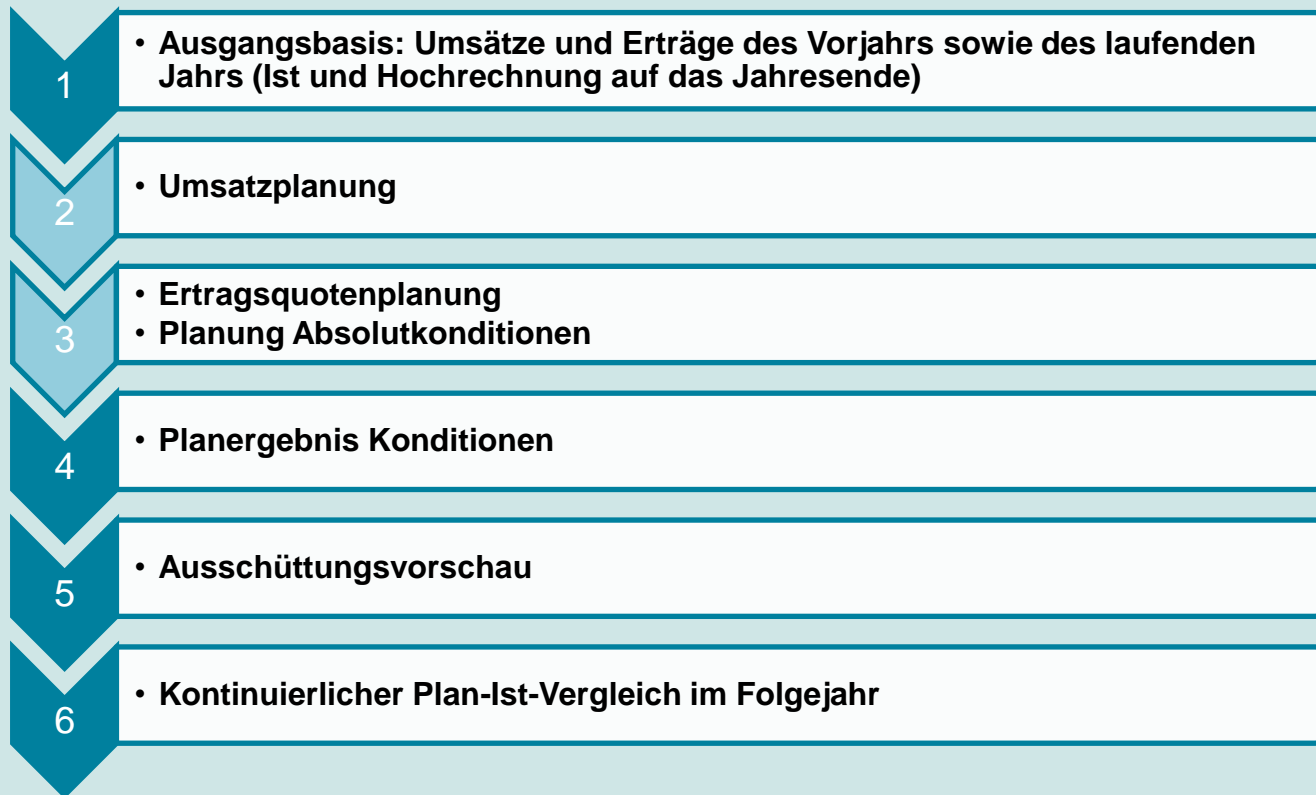 1
• Ausgangsbasis: Umsätze und Erträge des Vorjahrs sowie des laufenden
Jahrs (Ist und Hochrechnung auf das Jahresende)
2
• Umsatzplanung
3
• Ertragsquotenplanung
• Planung Absolutkonditionen
4
• Planergebnis Konditionen
5
• Ausschüttungsvorschau
6
• Kontinuierlicher Plan-Ist-Vergleich im Folgejahr